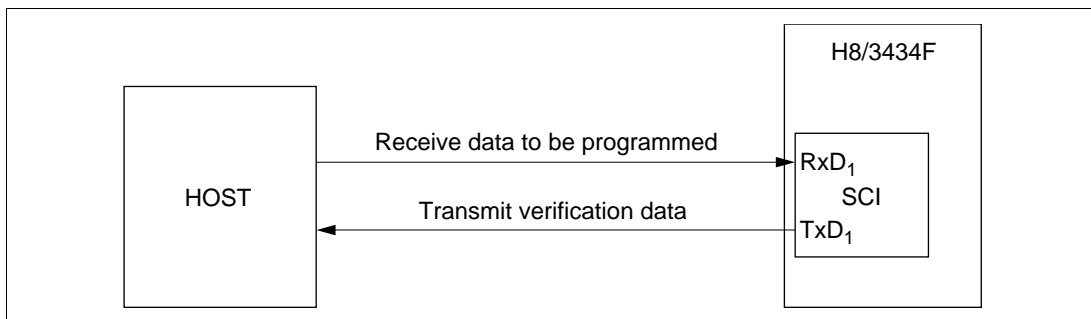 H8/3434F
Receive data to be programmed
RxD₁
HOST
SCI
Transmit verification data
TxD₁